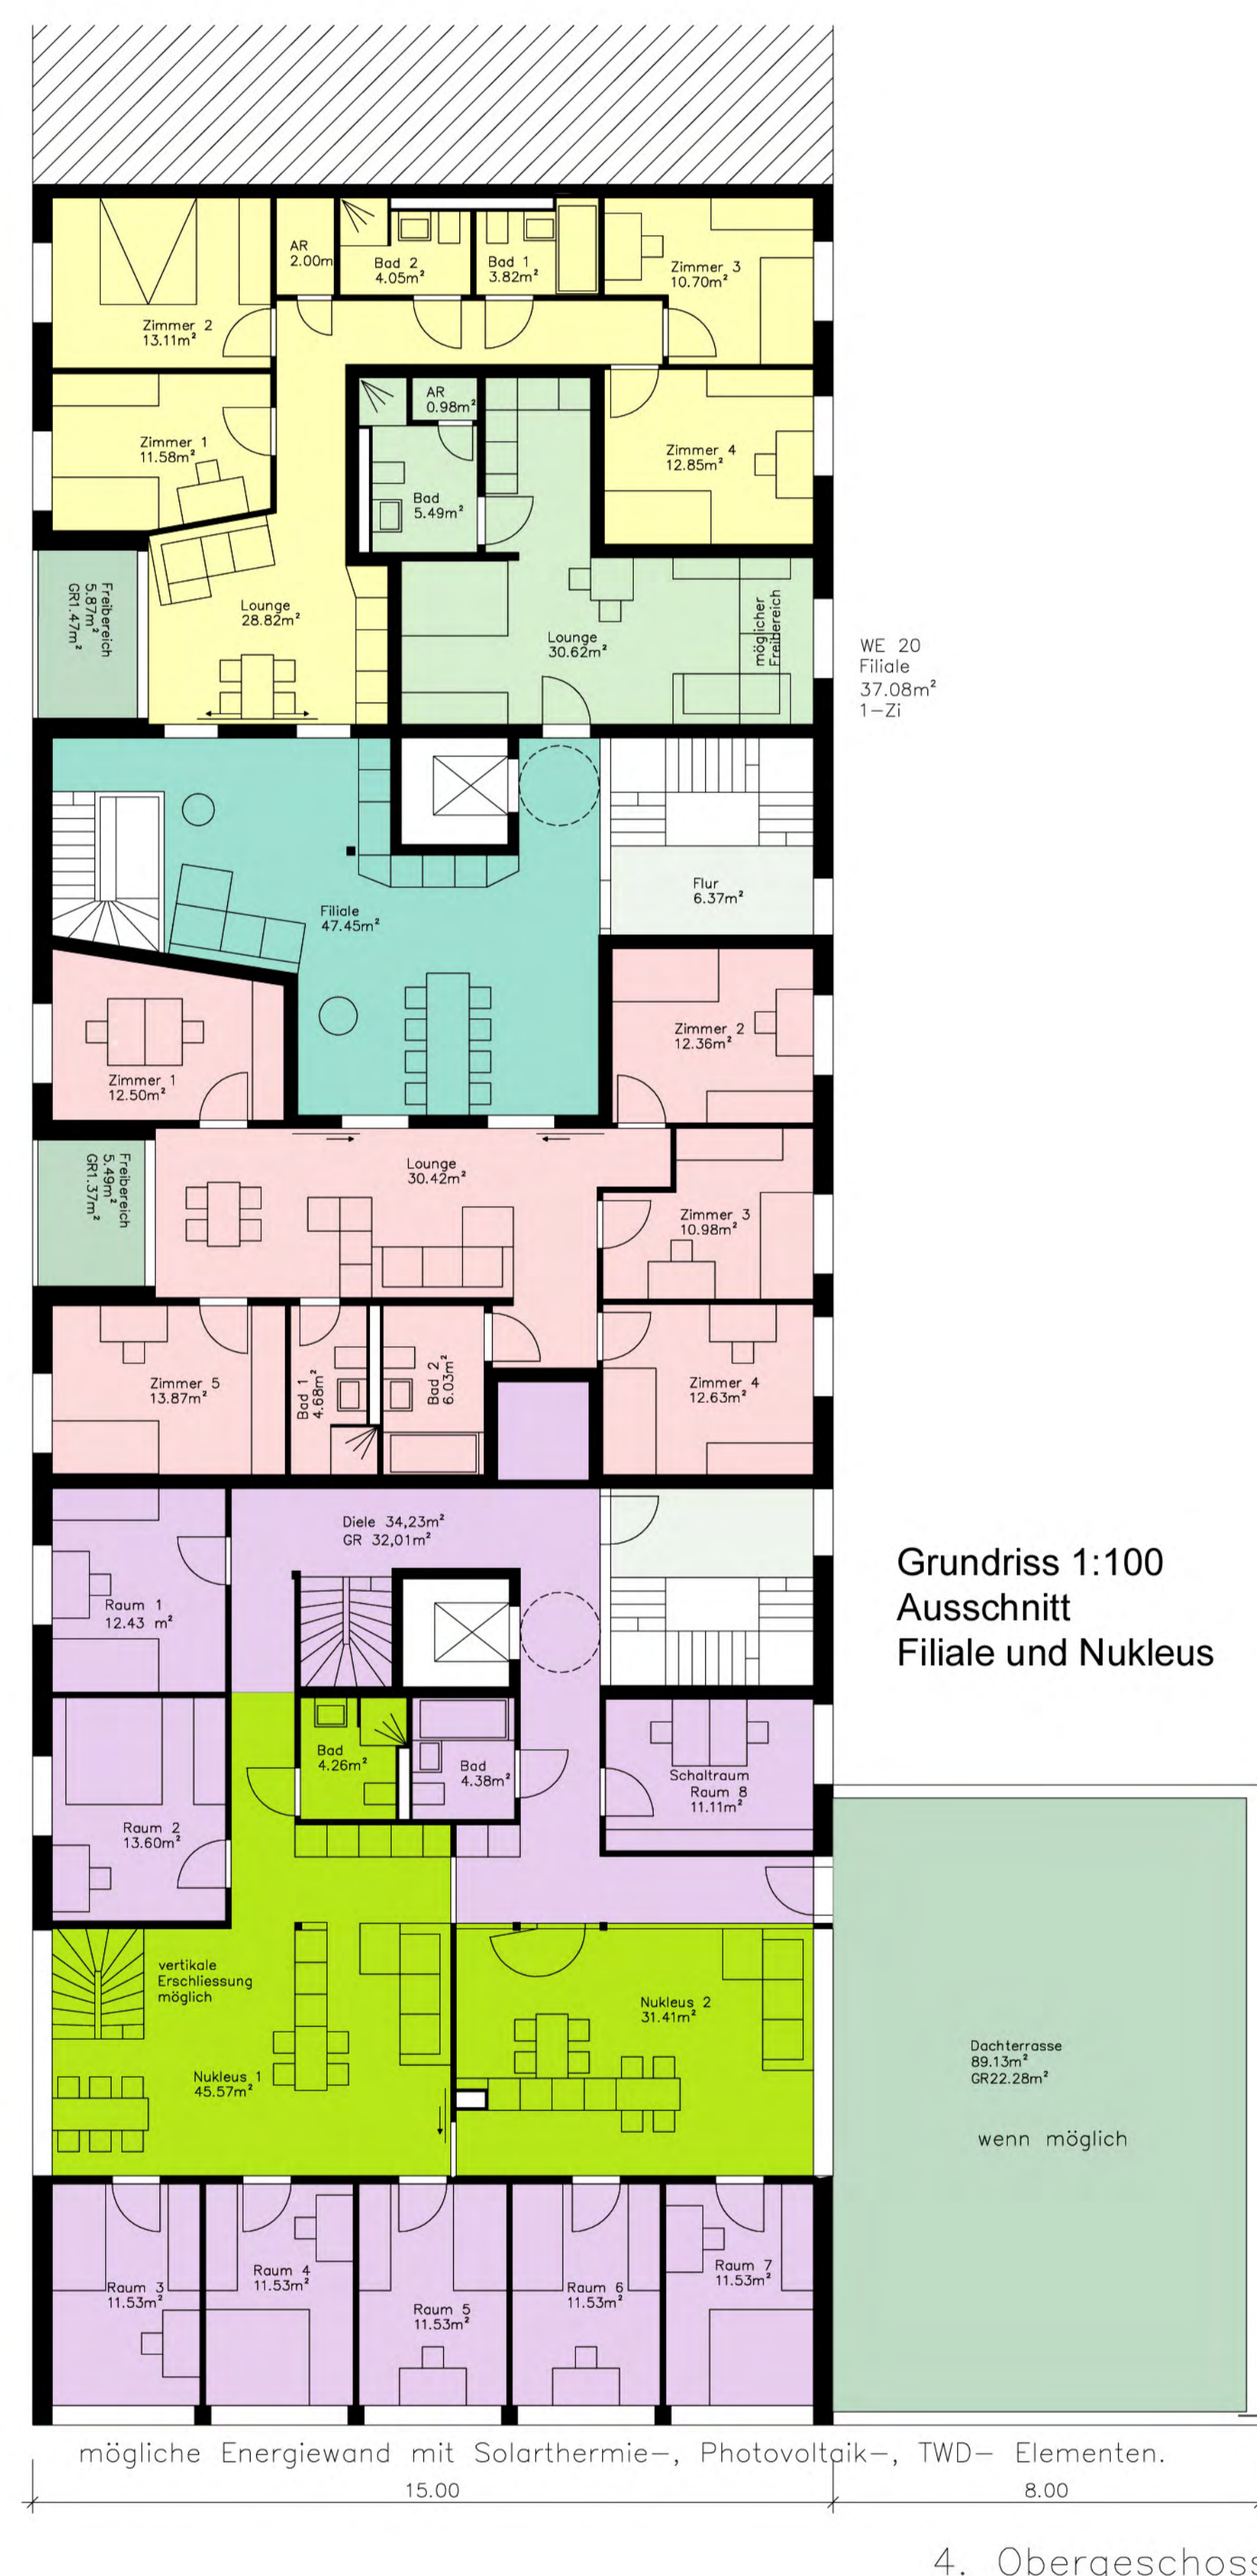 AR
2.00m
Bad 2
4.05m²
Bad 1
3.82m²
Zimmer 3
10.70m²
Zimmer 2
13.11m²
AR
0.98m²
Zimmer 1
11.58m²
Zimmer 4
12.85m²
Bad
5.49m²
Freibereich
5.87m²
GR1.47m²
Lounge
28.82m²
Lounge
30.62m²
möglicher
Freibereich
WE 20
Filiale
37.08m²
1-Zi
Flur
6.37m²
Filiale
47.45m²
Zimmer 1
12.50m²
Zimmer 2
12.36m²
Freibereich
5.49m²
GR1.37m²
Lounge
30.42m²
Zimmer 3
10.98m²
Zimmer 5
13.87m²
Bad 1
4.68m²
Bad 2
6.03m²
Zimmer 4
12.63m²
Diele 34,23m²
GR 32,01m²
Grundriss 1:100
Ausschnitt
Filiale und Nukleus
Raum 1
12.43 m²
Bad
4.26m²
Bad
4.38m²
Schaltraum
Raum 8
11.11m²
Raum 2
13.60m²
vertikale
Erschliessung
möglich
Nukleus 2
31.41m²
Nukleus 1
45.57m²
Dachterrasse
89.13m²
GR22.28m²
wenn möglich
Raum 3
11.53m²
Raum 4
11.53m²
Raum 5
11.53m²
Raum 6
11.53m²
Raum 7
11.53m²
mögliche Energiewand mit Solarthermie-, Photovoltaik-, TWD- Elementen.
15.00
8.00
4. Obergeschoss